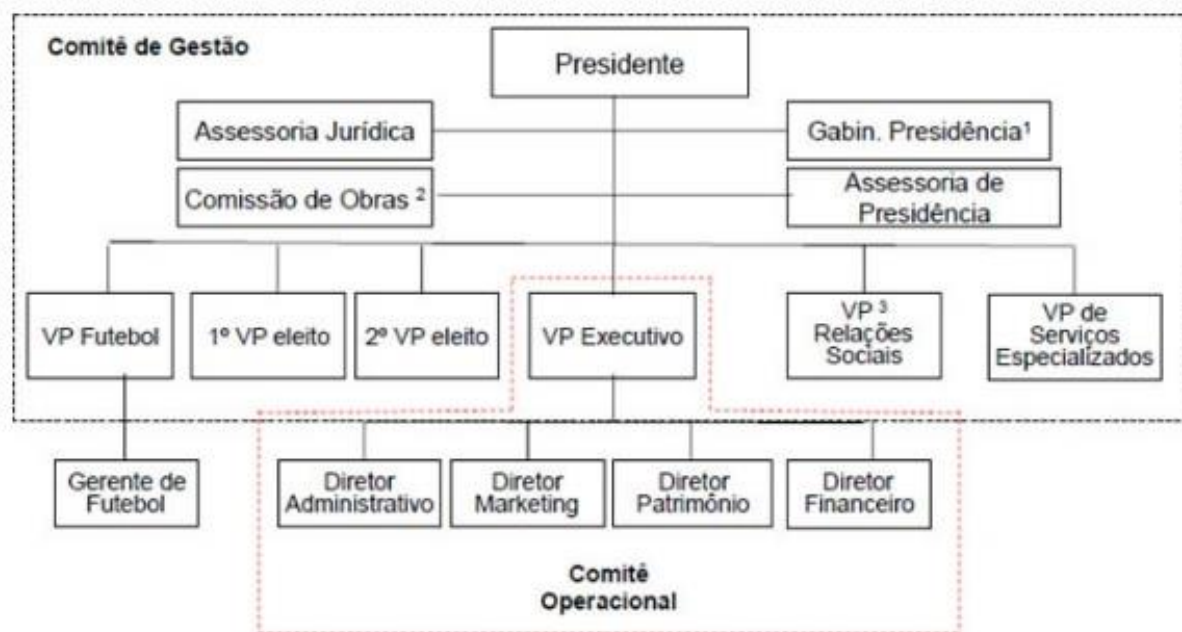 Comitê de Gestão
Presidente
Assessoria Jurídica
Gabin. Presidência¹
Comissão de Obras ²
Assessoria de
Presidência
VP Futebol
1º VP eleito
2º VP eleito
VP Executivo
VP ³
Relações
Sociais
VP de
Serviços
Especializados
Gerente de
Futebol
Diretor
Administrativo
Diretor
Marketing
Diretor
Patrimônio
Diretor
Financeiro
Comitê
Operacional